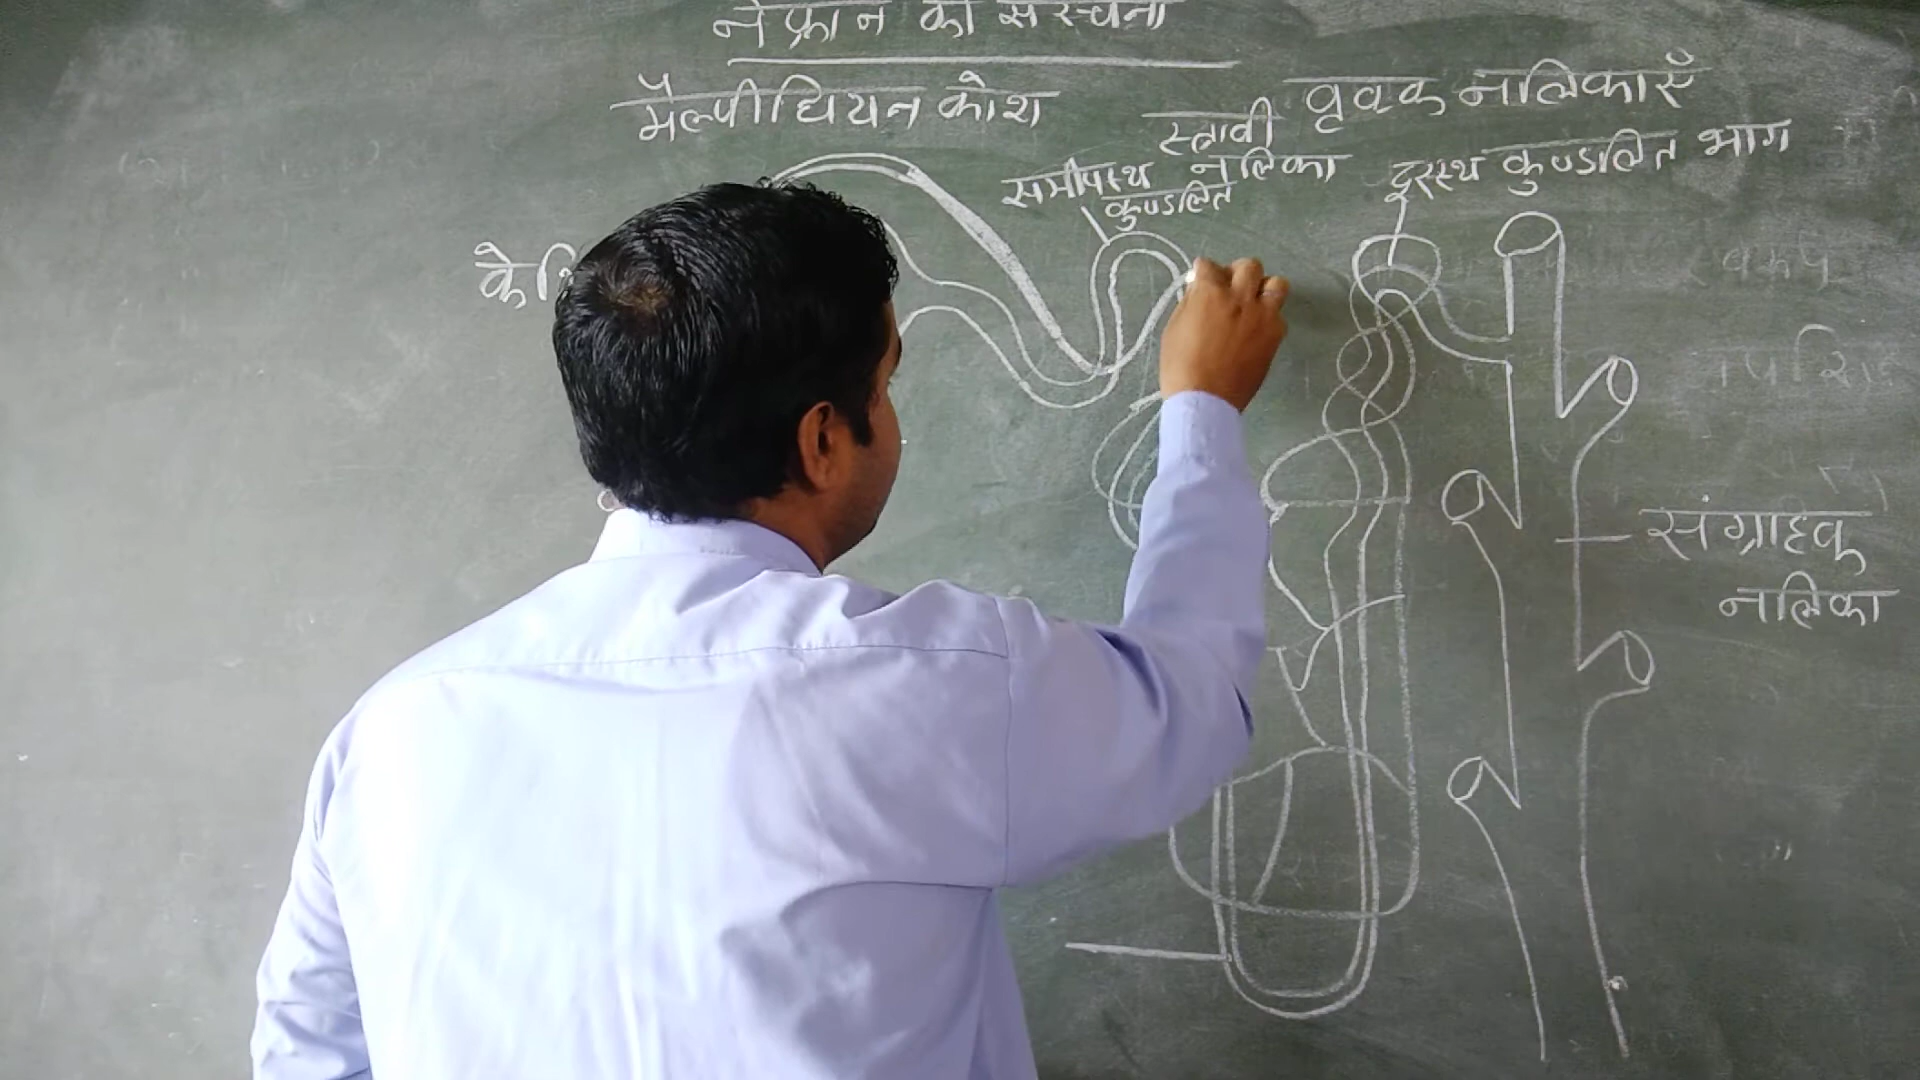 नेफ्रान की संरचना
मैल्पीघियन कोश
वृक्क नलिकाएँ
स्त्रावी
नलिका
समीपस्थ
कुण्डलित
दूरस्थ कुण्डलित भाग
संग्राहक
नलिका